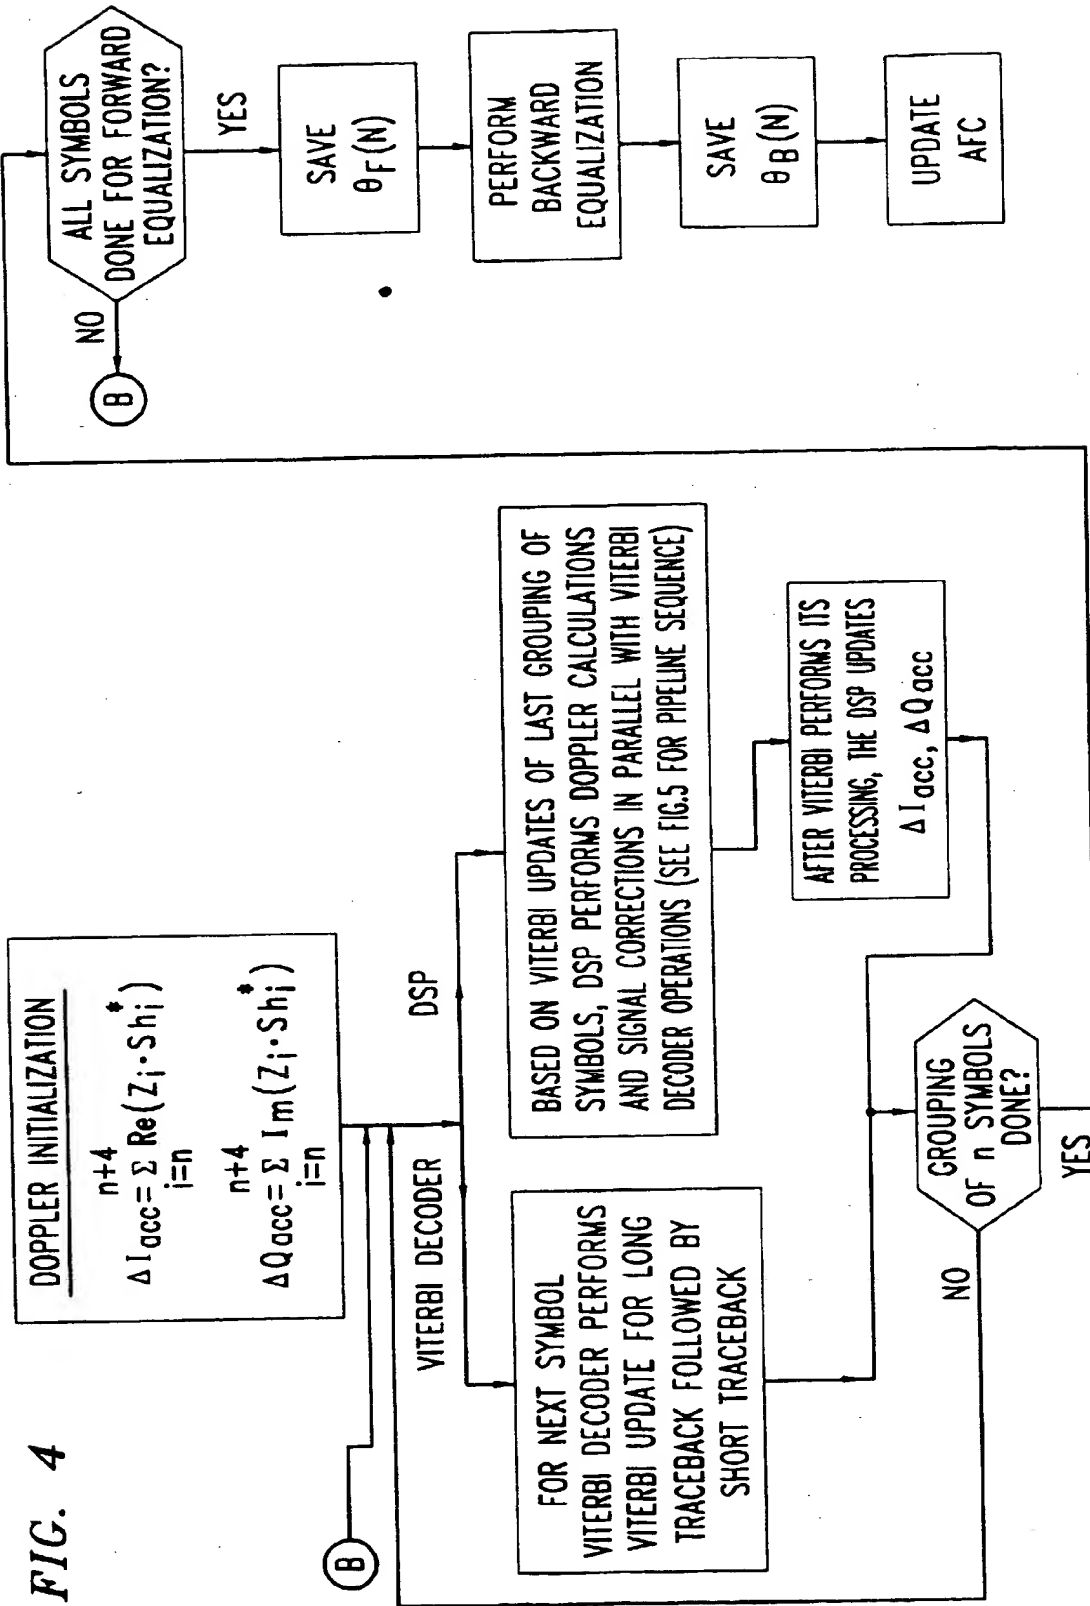 FIG. 4
DOPPLER INITIALIZATION
n+4
ΔIacc= Σ Re(Zi·Shi*)
i=n
n+4
ΔQacc= Σ Im(Zi·Shi*)
i=n
B
VITERBI DECODER
DSP
FOR NEXT SYMBOL
VITERBI DECODER PERFORMS
VITERBI UPDATE FOR LONG
TRACEBACK FOLLOWED BY
SHORT TRACEBACK
BASED ON VITERBI UPDATES OF LAST GROUPING OF
SYMBOLS, DSP PERFORMS DOPPLER CALCULATIONS
AND SIGNAL CORRECTIONS IN PARALLEL WITH VITERBI
DECODER OPERATIONS (SEE FIG.5 FOR PIPELINE SEQUENCE)
AFTER VITERBI PERFORMS ITS
PROCESSING, THE DSP UPDATES
ΔIacc, ΔQacc
GROUPING
OF n SYMBOLS
DONE?
NO
YES
ALL SYMBOLS
DONE FOR FORWARD
EQUALIZATION?
NO
B
YES
SAVE
θF(N)
PERFORM
BACKWARD
EQUALIZATION
SAVE
θB(N)
UPDATE
AFC